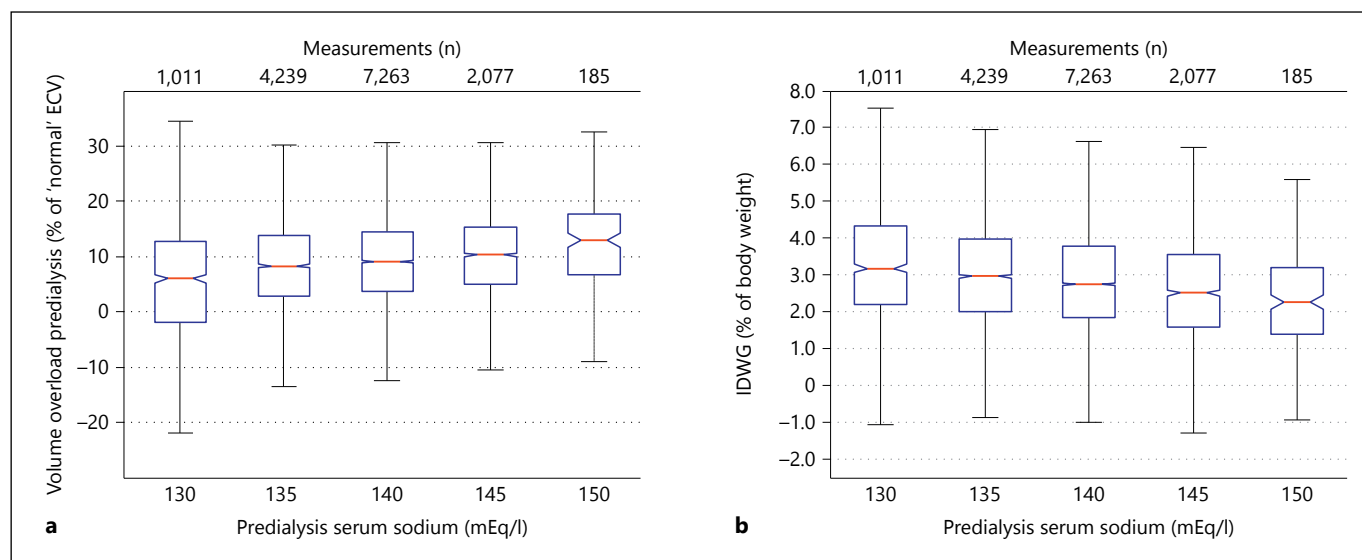 Measurements (n)
1,011 4,239 7,263 2,077 185
Volume overload predialysis (% of ‘normal’ ECV)
30
20
10
0
–10
–20
130 135 140 145 150
a Predialysis serum sodium (mEq/l)
Measurements (n)
1,011 4,239 7,263 2,077 185
IDWG (% of body weight)
8.0
7.0
6.0
5.0
4.0
3.0
2.0
1.0
0
–1.0
–2.0
130 135 140 145 150
b Predialysis serum sodium (mEq/l)